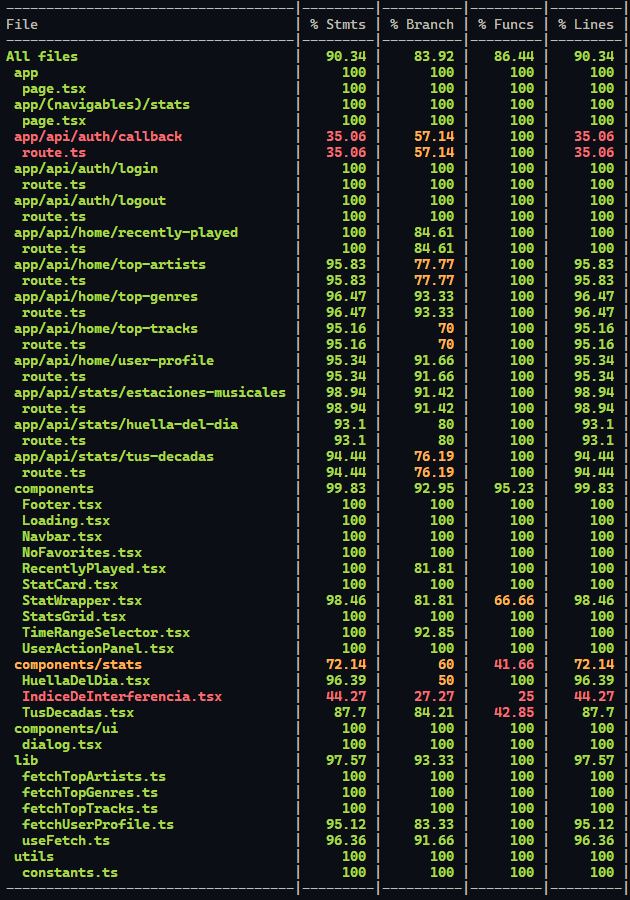 File | % Stmts | % Branch | % Funcs | % Lines |
All files | 90.34 | 83.92 | 86.44 | 90.34 |
app | 100 | 100 | 100 | 100 |
page.tsx | 100 | 100 | 100 | 100 |
app/(navigables)/stats | 100 | 100 | 100 | 100 |
page.tsx | 100 | 100 | 100 | 100 |
app/api/auth/callback | 35.06 | 57.14 | 100 | 35.06 |
route.ts | 35.06 | 57.14 | 100 | 35.06 |
app/api/auth/login | 100 | 100 | 100 | 100 |
route.ts | 100 | 100 | 100 | 100 |
app/api/auth/logout | 100 | 100 | 100 | 100 |
route.ts | 100 | 100 | 100 | 100 |
app/api/home/recently-played | 100 | 84.61 | 100 | 100 |
route.ts | 100 | 84.61 | 100 | 100 |
app/api/home/top-artists | 95.83 | 77.77 | 100 | 95.83 |
route.ts | 95.83 | 77.77 | 100 | 95.83 |
app/api/home/top-genres | 96.47 | 93.33 | 100 | 96.47 |
route.ts | 96.47 | 93.33 | 100 | 96.47 |
app/api/home/top-tracks | 95.16 | 70 | 100 | 95.16 |
route.ts | 95.16 | 70 | 100 | 95.16 |
app/api/home/user-profile | 95.34 | 91.66 | 100 | 95.34 |
route.ts | 95.34 | 91.66 | 100 | 95.34 |
app/api/stats/estaciones-musicales | 98.94 | 91.42 | 100 | 98.94 |
route.ts | 98.94 | 91.42 | 100 | 98.94 |
app/api/stats/huella-del-dia | 93.1 | 80 | 100 | 93.1 |
route.ts | 93.1 | 80 | 100 | 93.1 |
app/api/stats/tus-decadas | 94.44 | 76.19 | 100 | 94.44 |
route.ts | 94.44 | 76.19 | 100 | 94.44 |
components | 99.83 | 92.95 | 95.23 | 99.83 |
Footer.tsx | 100 | 100 | 100 | 100 |
Loading.tsx | 100 | 100 | 100 | 100 |
Navbar.tsx | 100 | 100 | 100 | 100 |
NoFavorites.tsx | 100 | 100 | 100 | 100 |
RecentlyPlayed.tsx | 100 | 81.81 | 100 | 100 |
StatCard.tsx | 100 | 100 | 100 | 100 |
StatWrapper.tsx | 98.46 | 81.81 | 66.66 | 98.46 |
StatsGrid.tsx | 100 | 100 | 100 | 100 |
TimeRangeSelector.tsx | 100 | 92.85 | 100 | 100 |
UserActionPanel.tsx | 100 | 100 | 100 | 100 |
components/stats | 72.14 | 60 | 41.66 | 72.14 |
HuellaDelDia.tsx | 96.39 | 50 | 100 | 96.39 |
IndiceDeInterferencia.tsx | 44.27 | 27.27 | 25 | 44.27 |
TusDecadas.tsx | 87.7 | 84.21 | 42.85 | 87.7 |
components/ui | 100 | 100 | 100 | 100 |
dialog.tsx | 100 | 100 | 100 | 100 |
lib | 97.57 | 93.33 | 100 | 97.57 |
fetchTopArtists.ts | 100 | 100 | 100 | 100 |
fetchTopGenres.ts | 100 | 100 | 100 | 100 |
fetchTopTracks.ts | 100 | 100 | 100 | 100 |
fetchUserProfile.ts | 95.12 | 83.33 | 100 | 95.12 |
useFetch.ts | 96.36 | 91.66 | 100 | 96.36 |
utils | 100 | 100 | 100 | 100 |
constants.ts | 100 | 100 | 100 | 100 |